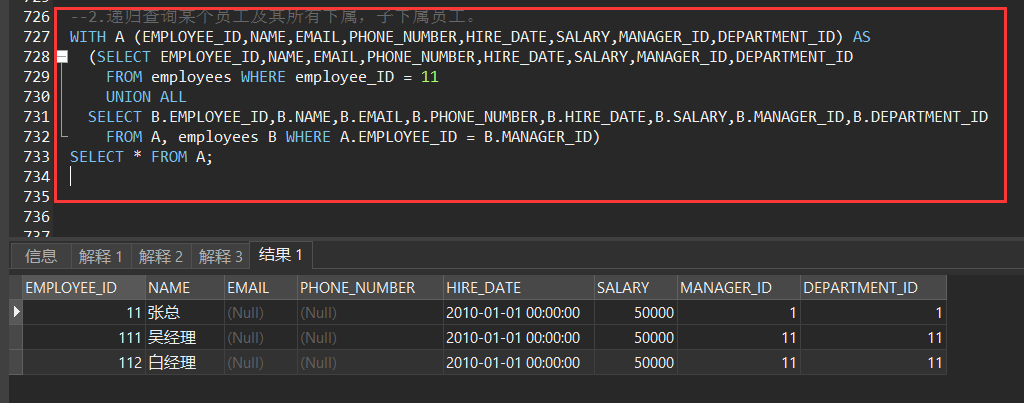 726 --2.递归查询某个员工及其所有下属，子下属员工。
727 WITH A (EMPLOYEE_ID,NAME,EMAIL,PHONE_NUMBER,HIRE_DATE,SALARY,MANAGER_ID,DEPARTMENT_ID) AS
728 (SELECT EMPLOYEE_ID,NAME,EMAIL,PHONE_NUMBER,HIRE_DATE,SALARY,MANAGER_ID,DEPARTMENT_ID
729 FROM employees WHERE employee_ID = 11
730 UNION ALL
731 SELECT B.EMPLOYEE_ID,B.NAME,B.EMAIL,B.PHONE_NUMBER,B.HIRE_DATE,B.SALARY,B.MANAGER_ID,B.DEPARTMENT_ID
732 FROM A, employees B WHERE A.EMPLOYEE_ID = B.MANAGER_ID)
733 SELECT * FROM A;
734
735
736
信息 解释 1 解释 2 解释 3 结果 1
EMPLOYEE_ID NAME EMAIL PHONE_NUMBER HIRE_DATE SALARY MANAGER_ID DEPARTMENT_ID
11 张总 (Null) (Null) 2010-01-01 00:00:00 50000 1 1
111 吴经理 (Null) (Null) 2010-01-01 00:00:00 50000 11 11
112 白经理 (Null) (Null) 2010-01-01 00:00:00 50000 11 11